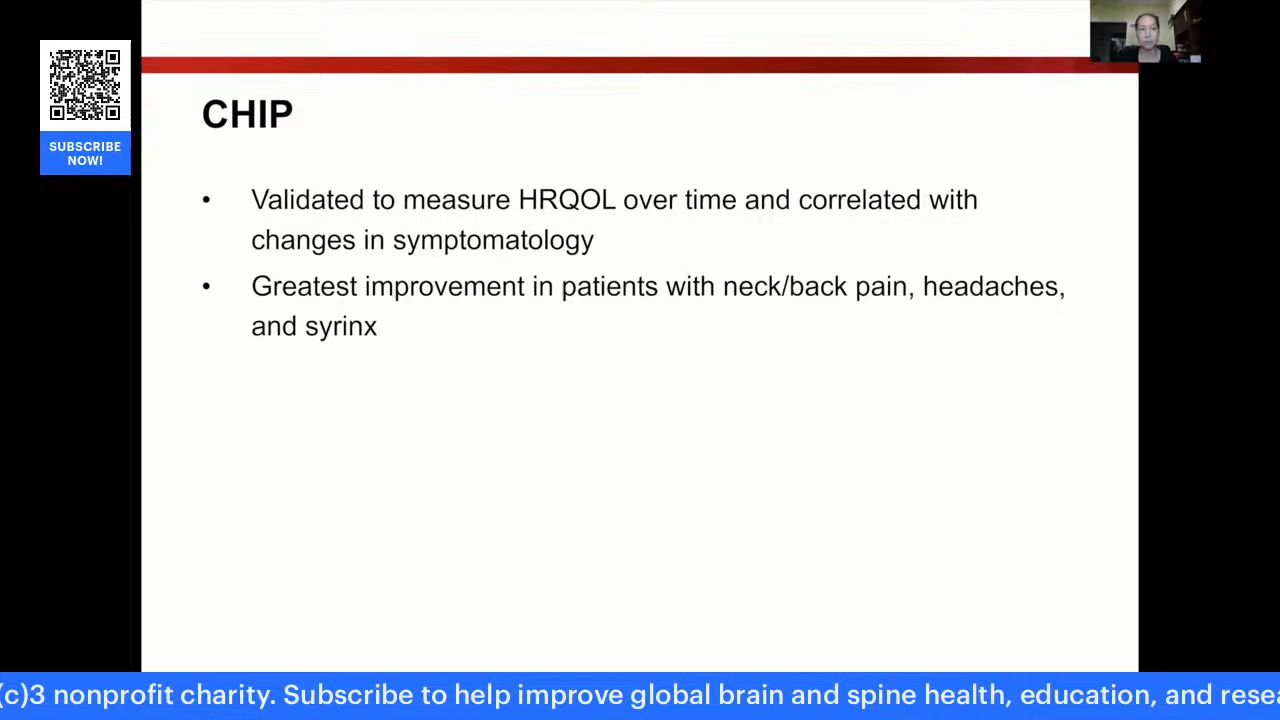 SUBSCRIBE
NOW!
CHIP
• Validated to measure HRQOL over time and correlated with
changes in symptomatology
• Greatest improvement in patients with neck/back pain, headaches,
and syrinx
(c)3 nonprofit charity. Subscribe to help improve global brain and spine health, education, and rese